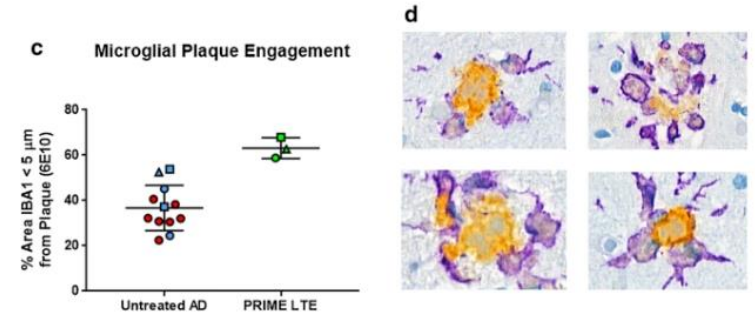 c
Microglial Plaque Engagement
% Area IBA1 < 5 μm
from Plaque (6E10)
80
60
40
20
0
Untreated AD
PRIME LTE
d